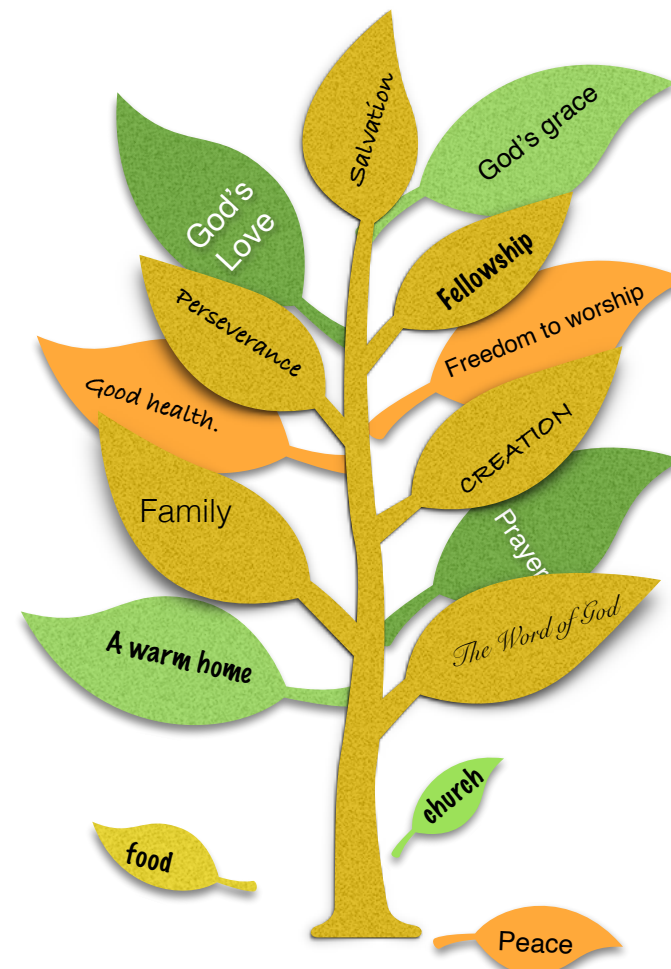 Salvation
God's grace
God's
Love
Fellowship
Perseverance
Freedom to worship
Good health.
CREATION
Family
Prayer
The Word of God
A warm home
church
food
Peace